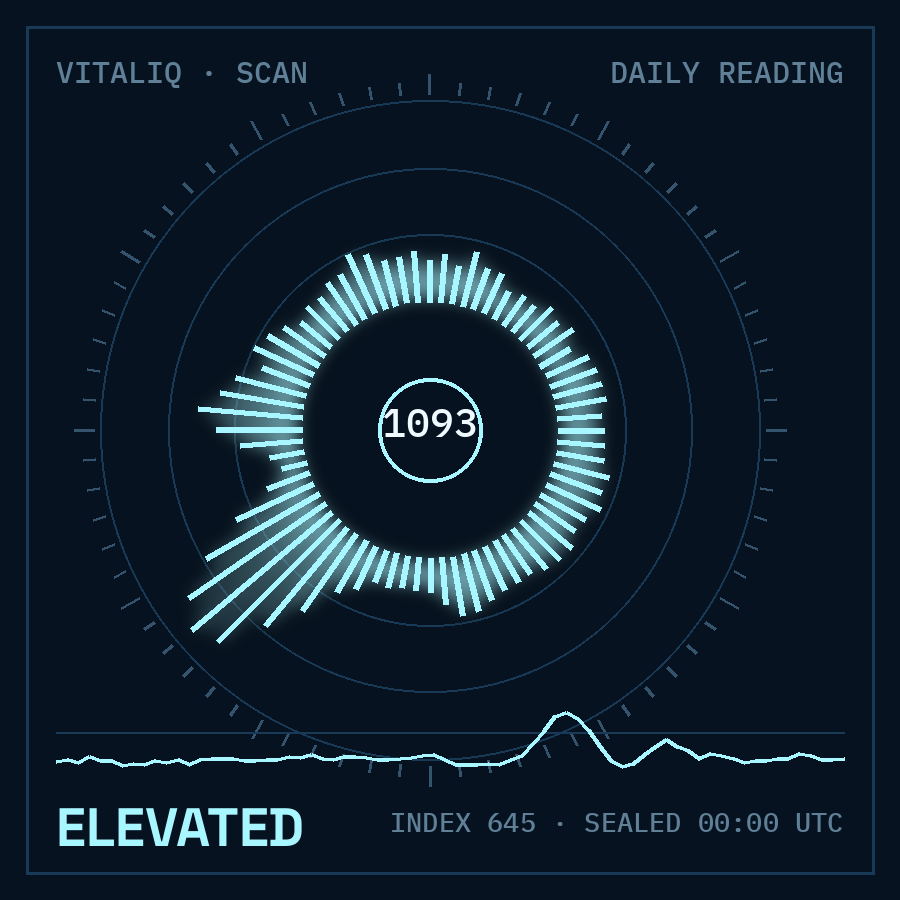 VITALIQ · SCAN
DAILY READING
1093
ELEVATED
INDEX 645 · SEALED 00:00 UTC